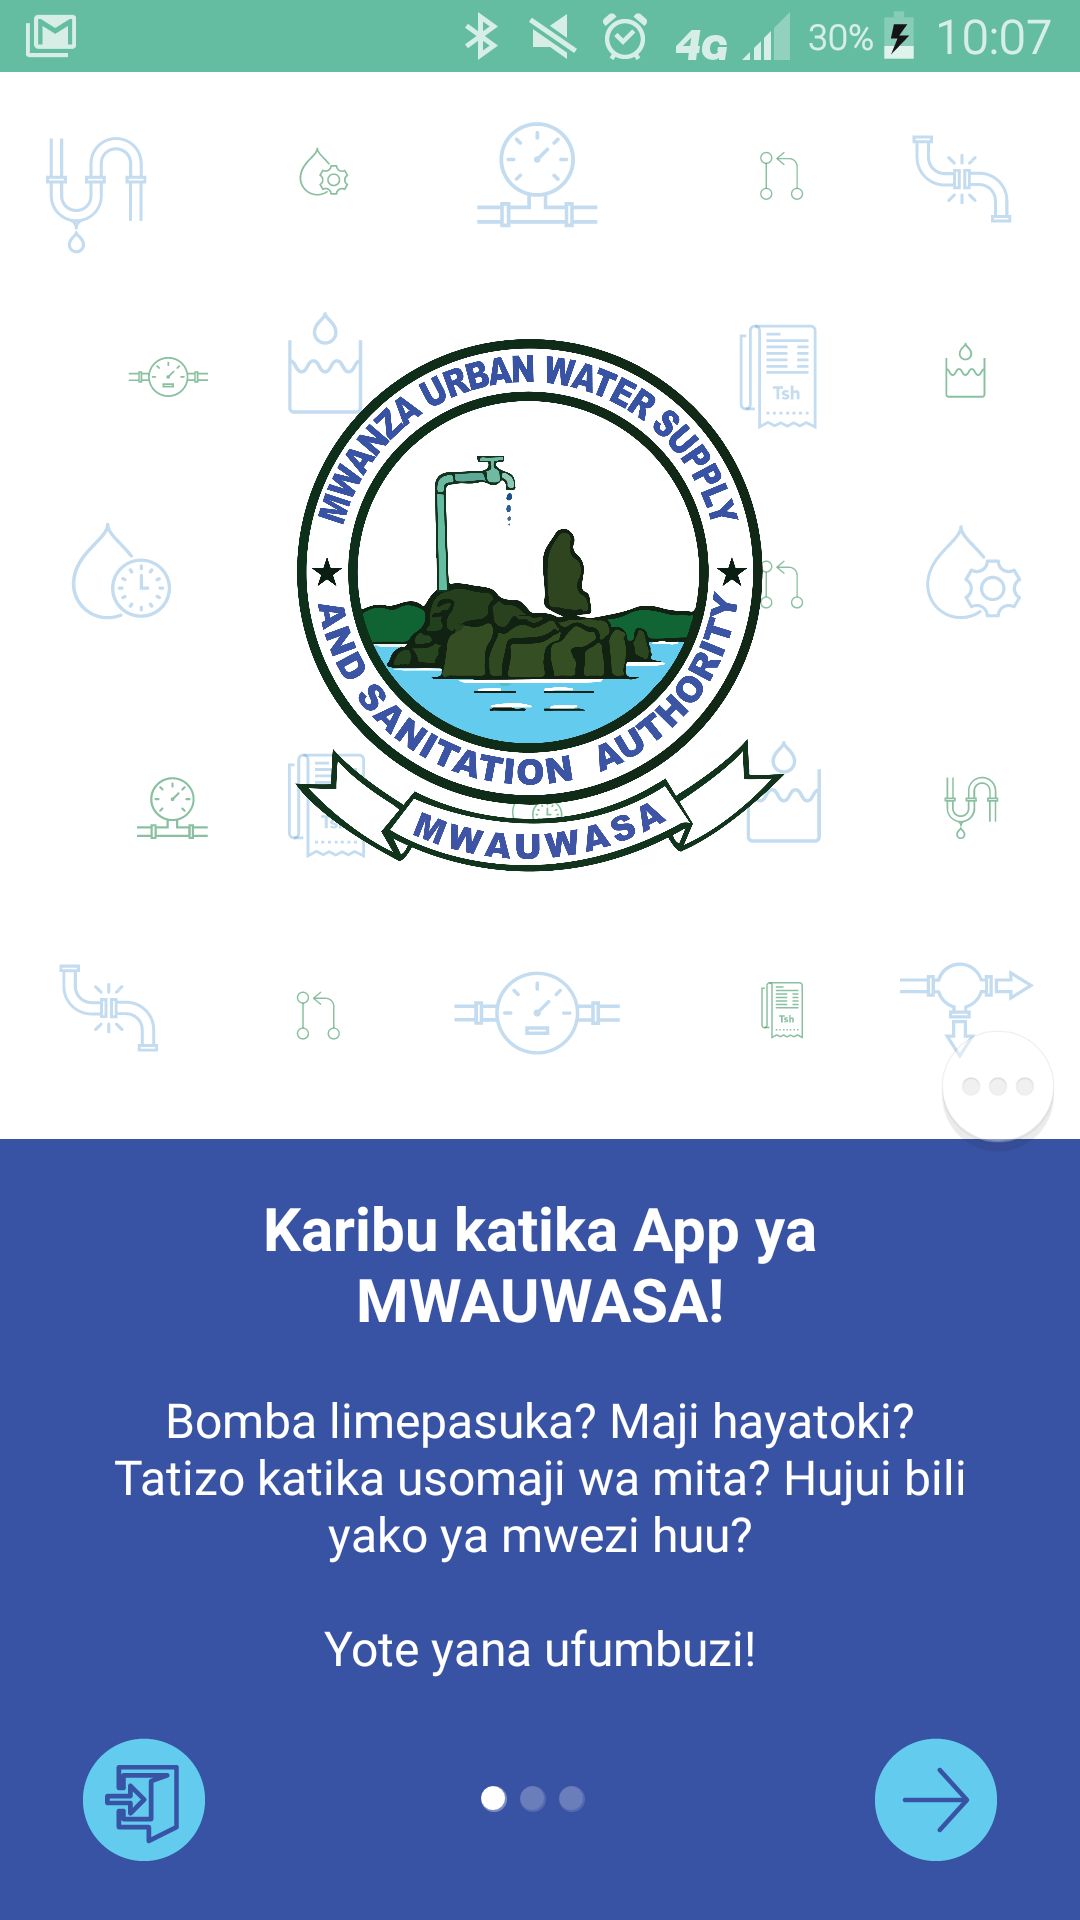 4G 30% 10:07
Tsh
MWANZA URBAN WATER SUPPLY
AND SANITATION AUTHORITY
Tsh
MWAUWASA
Tsh
Karibu katika App ya
MWAUWASA!
Bomba limepasuka? Maji hayatoki?
Tatizo katika usomaji wa mita? Hujui bili
yako ya mwezi huu?
Yote yana ufumbuzi!